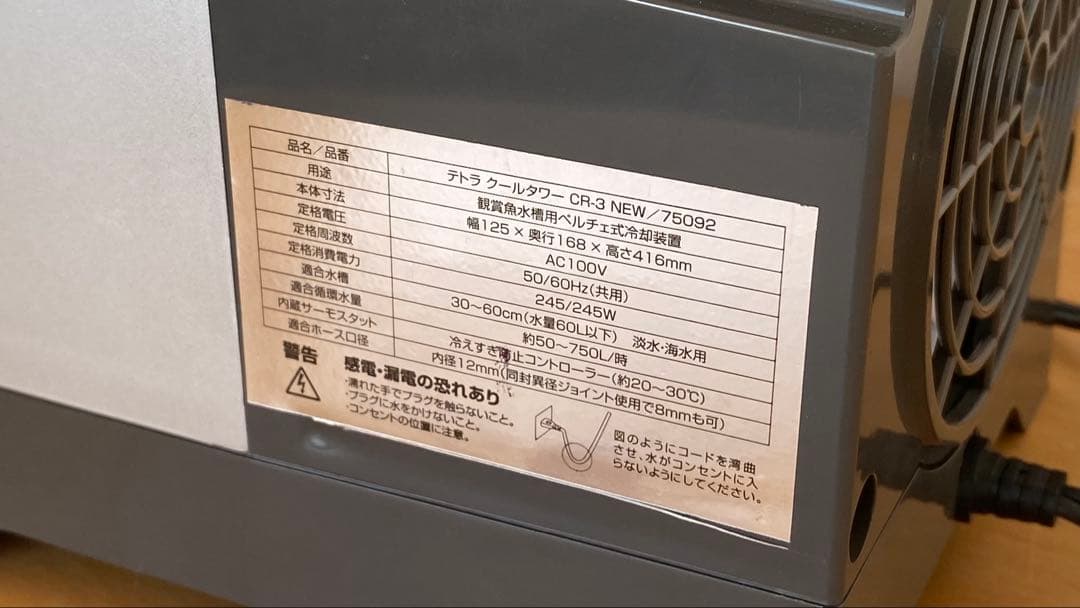 品名/品番 テトラ クールタワー CR-3 NEW/75092
用途 観賞魚水槽用ペルチェ式冷却装置
本体寸法 幅125×奥行168×高さ416mm
定格電圧 AC100V
定格周波数 50/60Hz(共用)
定格消費電力 245/245W
適合水槽 30〜60cm(水量60L以下) 淡水・海水用
適合循環水量 約50〜750L/時
内蔵サーモスタット 冷えすぎ防止コントローラー(約20〜30℃)
適合ホース口径 内径12mm(同封異径ジョイント使用で8mmも可)
警告
感電・漏電の恐れあり
・濡れた手でプラグを触らないこと。
・プラグに水をかけないこと。
・コンセントの位置に注意。
図のようにコードを湾曲
させ、水がコンセントに入
らないようにしてください。